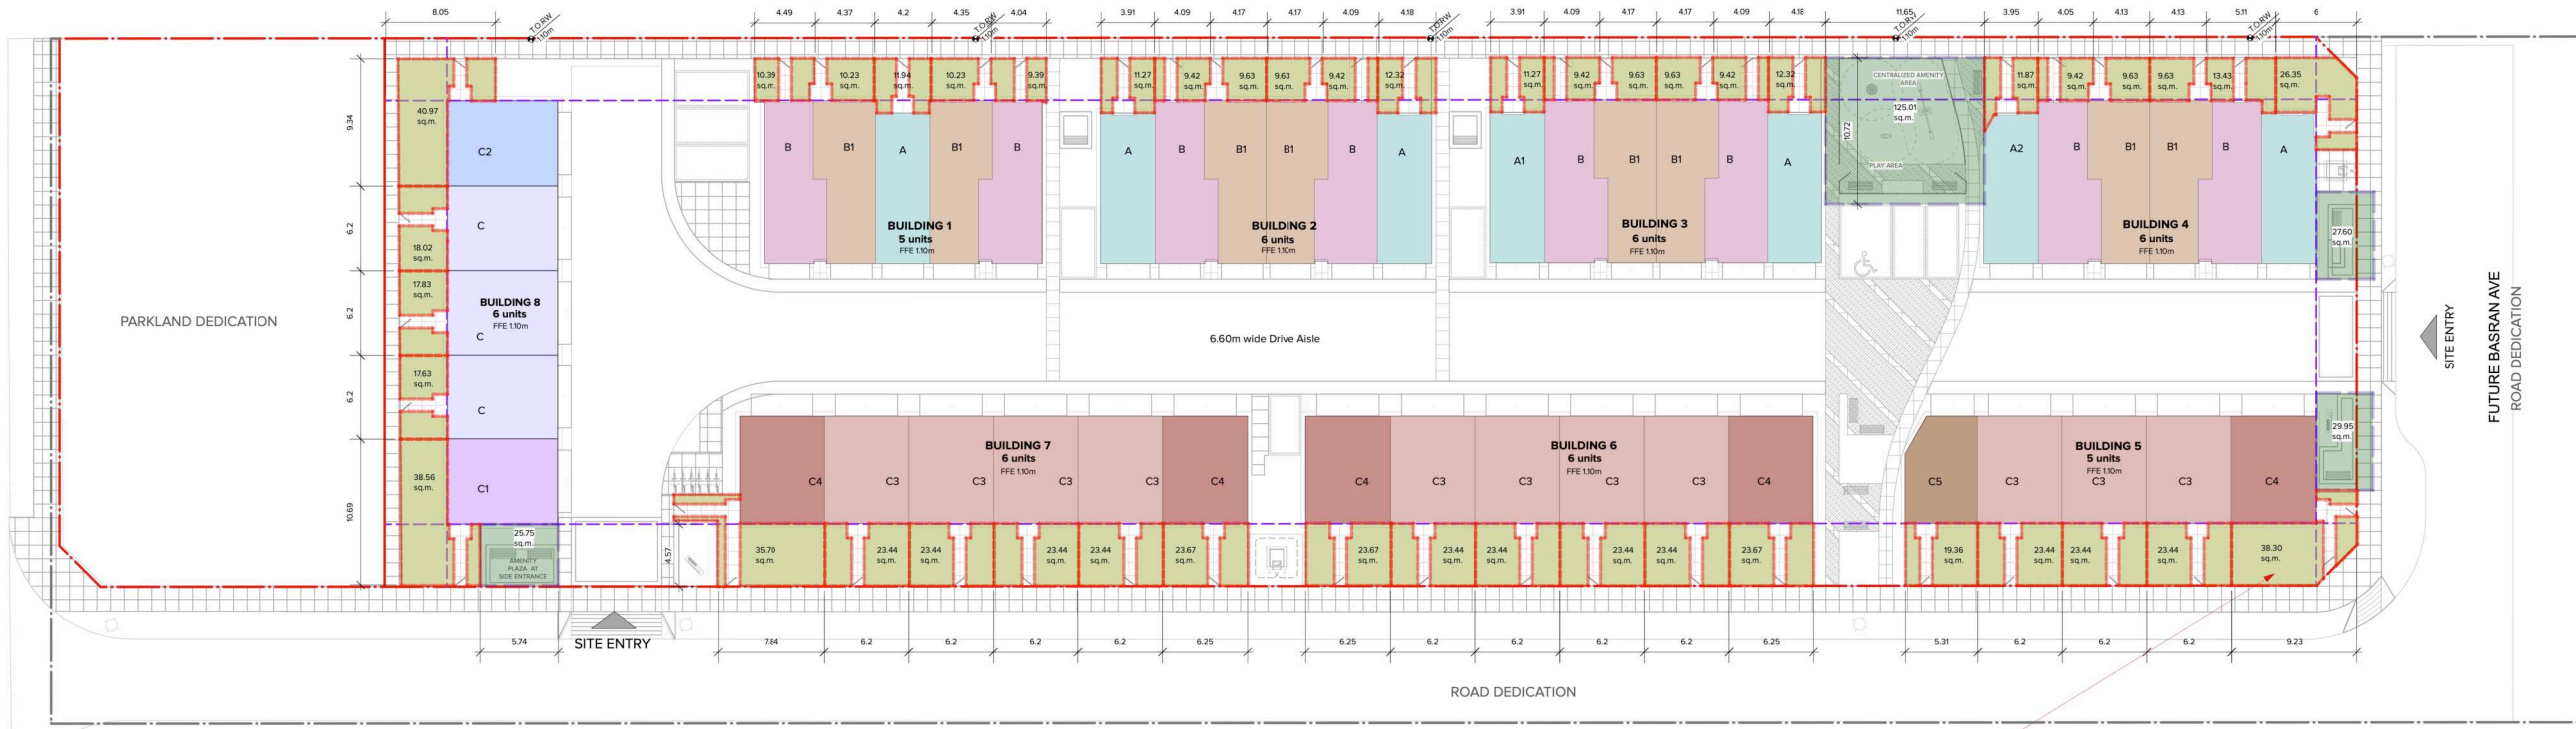 8.05
4.49
4.37
4.2
4.35
4.04
3.91
4.09
4.17
4.17
4.09
4.18
3.91
4.09
4.17
4.17
4.09
4.18
11.65
3.95
4.05
4.13
4.13
5.11
6
T.O.RW
1.10m
T.O.RW
1.10m
T.O.RW
1.10m
T.O.RW
1.10m
T.O.RW
1.10m
40.97
sq.m.
10.39
sq.m.
10.23
sq.m.
11.94
sq.m.
10.23
sq.m.
9.39
sq.m.
11.27
sq.m.
9.42
sq.m.
9.63
sq.m.
9.63
sq.m.
9.42
sq.m.
12.32
sq.m.
11.27
sq.m.
9.42
sq.m.
9.63
sq.m.
9.63
sq.m.
9.42
sq.m.
12.32
sq.m.
CENTRALIZED AMENITY
AREA
125.01
sq.m.
10.72
PLAY AREA
11.87
sq.m.
9.42
sq.m.
9.63
sq.m.
9.63
sq.m.
13.43
sq.m.
26.35
sq.m.
9.34
6.2
6.2
6.2
10.69
C2
C
C
C
C1
B
B1
A
B1
B
A
B
B1
B1
B
A
A1
B
B1
B1
B
A
A2
B
B1
B1
B
A
BUILDING 1
5 units
FFE 1.10m
BUILDING 2
6 units
FFE 1.10m
BUILDING 3
6 units
FFE 1.10m
BUILDING 4
6 units
FFE 1.10m
27.60
sq.m.
18.02
sq.m.
17.83
sq.m.
17.63
sq.m.
38.56
sq.m.
BUILDING 8
6 units
FFE 1.10m
PARKLAND DEDICATION
6.60m wide Drive Aisle
SITE ENTRY
FUTURE BASRAN AVE
ROAD DEDICATION
29.95
sq.m.
BUILDING 7
6 units
FFE 1.10m
BUILDING 6
6 units
FFE 1.10m
BUILDING 5
5 units
FFE 1.10m
C4
C3
C3
C3
C3
C4
C4
C3
C3
C3
C3
C4
C5
C3
C3
C3
C4
25.75
sq.m.
AMENITY
PLAZA AT
SIDE ENTRANCE
4.57
35.70
sq.m.
23.44
sq.m.
23.44
sq.m.
23.44
sq.m.
23.44
sq.m.
23.67
sq.m.
23.67
sq.m.
23.44
sq.m.
23.44
sq.m.
23.44
sq.m.
23.44
sq.m.
23.67
sq.m.
19.36
sq.m.
23.44
sq.m.
23.44
sq.m.
23.44
sq.m.
38.30
sq.m.
5.74
SITE ENTRY
7.84
6.2
6.2
6.2
6.2
6.25
6.25
6.2
6.2
6.2
6.2
6.25
5.31
6.2
6.2
6.2
9.23
ROAD DEDICATION